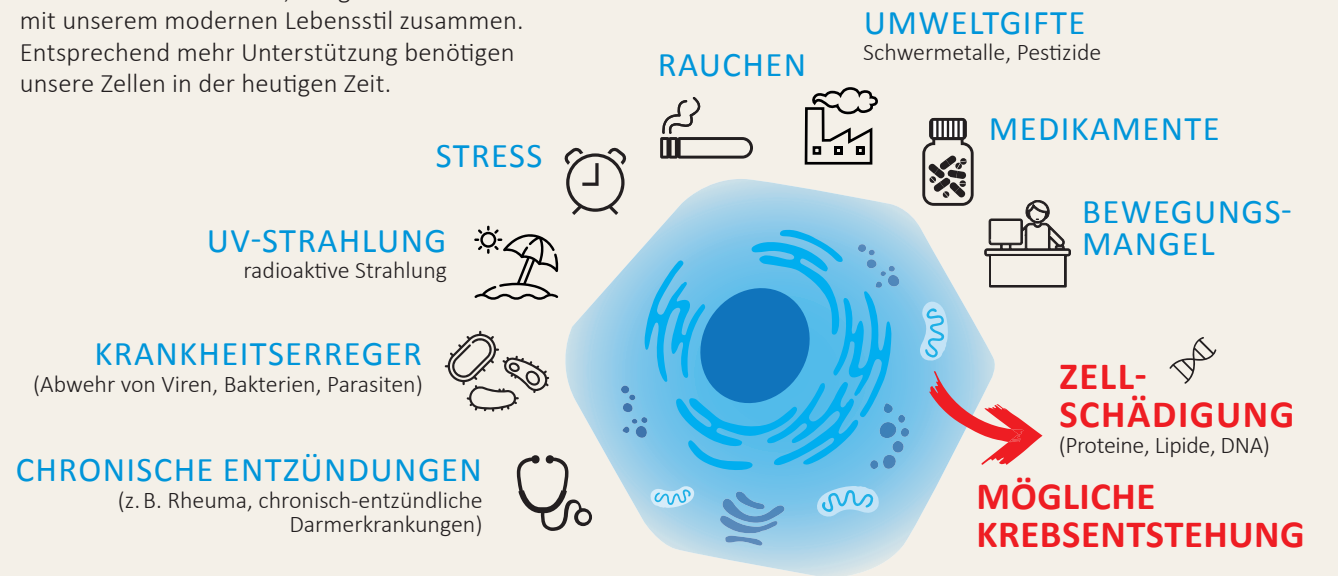 mit unserem modernen Lebensstil zusammen.
Entsprechend mehr Unterstützung benötigen
unsere Zellen in der heutigen Zeit.
UMWELTGIFTE
Schwermetalle, Pestizide
RAUCHEN
MEDIKAMENTE
STRESS
BEWEGUNGS-
MANGEL
UV-STRAHLUNG
radioaktive Strahlung
KRANKHEITSERREGER
(Abwehr von Viren, Bakterien, Parasiten)
ZELL-
SCHÄDIGUNG
(Proteine, Lipide, DNA)
CHRONISCHE ENTZÜNDUNGEN
(z. B. Rheuma, chronisch-entzündliche
Darmerkrankungen)
MÖGLICHE
KREBSENTSTEHUNG